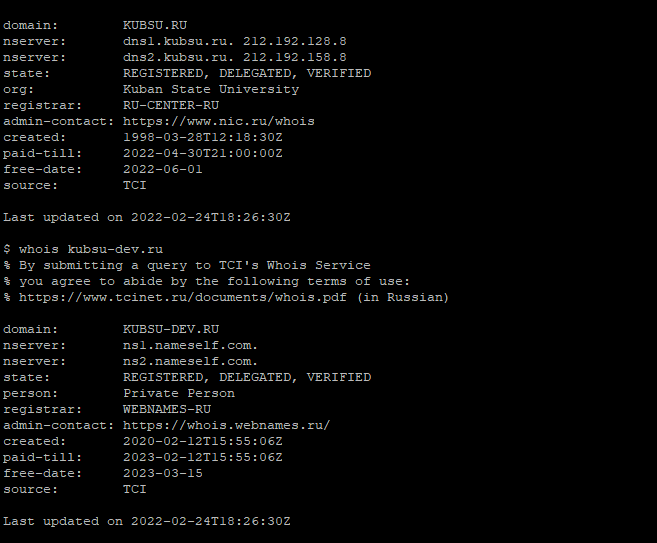 domain: KUBSU.RU
nserver: dns1.kubsu.ru. 212.192.128.8
nserver: dns2.kubsu.ru. 212.192.158.8
state: REGISTERED, DELEGATED, VERIFIED
org: Kuban State University
registrar: RU-CENTER-RU
admin-contact: https://www.nic.ru/whois
created: 1998-03-28T12:18:30Z
paid-till: 2022-04-30T21:00:00Z
free-date: 2022-06-01
source: TCI
Last updated on 2022-02-24T18:26:30Z
$ whois kubsu-dev.ru
% By submitting a query to TCI's Whois Service
% you agree to abide by the following terms of use:
% https://www.tcinet.ru/documents/whois.pdf (in Russian)
domain: KUBSU-DEV.RU
nserver: ns1.nameself.com.
nserver: ns2.nameself.com.
state: REGISTERED, DELEGATED, VERIFIED
person: Private Person
registrar: WEBNAMES-RU
admin-contact: https://whois.webnames.ru/
created: 2020-02-12T15:55:06Z
paid-till: 2023-02-12T15:55:06Z
free-date: 2023-03-15
source: TCI
Last updated on 2022-02-24T18:26:30Z